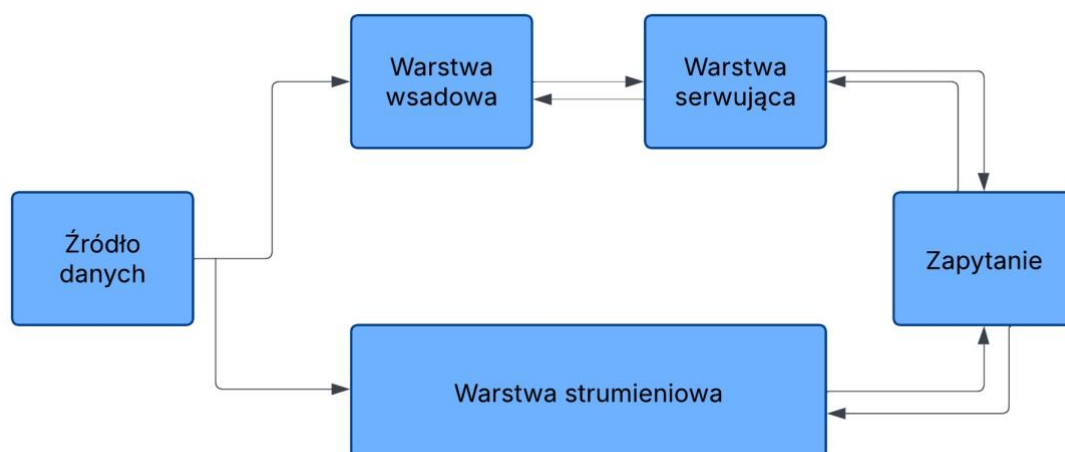 Warstwa
wsadowa
Warstwa
serwująca
Źródło
danych
Zapytanie
Warstwa strumieniowa